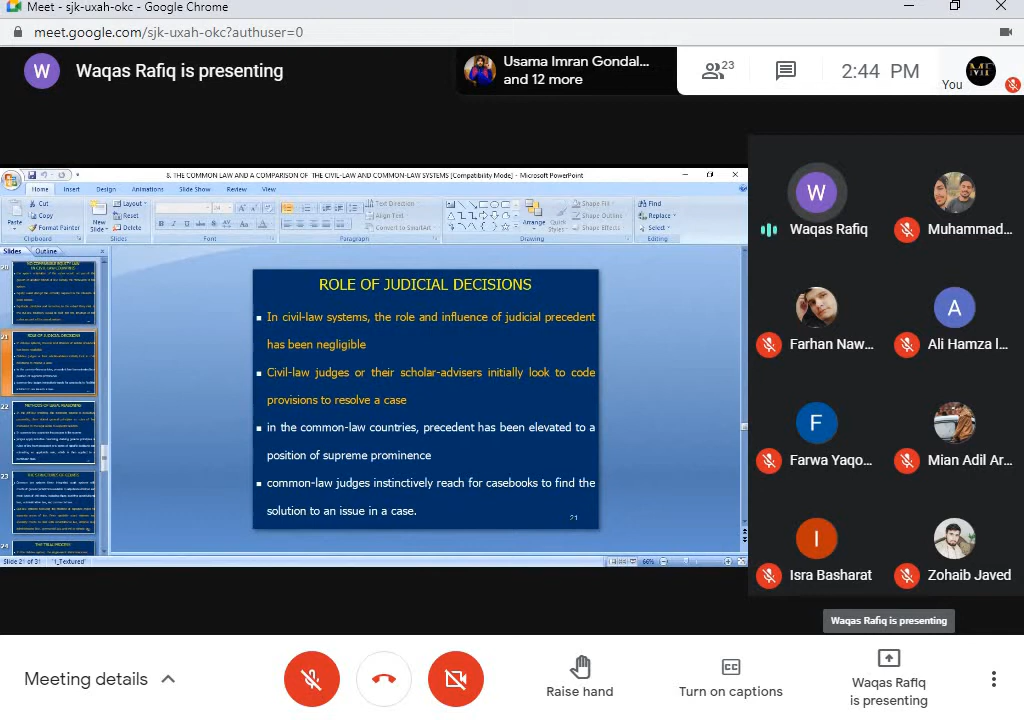 Meet - sjk-uxah-okc - Google Chrome
meet.google.com/sjk-uxah-okc?authuser=0
W
Waqas Rafiq is presenting
Usama Imran Gondal...
and 12 more
23
2:44 PM
You
8. THE COMMON LAW AND A COMPARISON OF THE CIVIL-LAW AND COMMON-LAW SYSTEMS [Compatibility Mode] - Microsoft PowerPoint
Home Insert Design Animations Slide Show Review View
Paste
Cut
Copy
Format Painter
Clipboard
New
Slide
Layout
Reset
Delete
Slides
Font
Text Direction
Align Text
Convert to SmartArt
Paragraph
Arrange
Quick
Styles
Shape Fill
Shape Outline
Shape Effects
Drawing
Find
Replace
Select
Editing
Slides Outline
20
21
22
23
24
ROLE OF JUDICIAL DECISIONS
In civil-law systems, the role and influence of judicial precedent
has been negligible
Civil-law judges or their scholar-advisers initially look to code
provisions to resolve a case
in the common-law countries, precedent has been elevated to a
position of supreme prominence
common-law judges instinctively reach for casebooks to find the
solution to an issue in a case.
21
Slide 21 of 31 "1_Textured"
66%
W
Waqas Rafiq
Muhammad...
Farhan Naw...
A
Ali Hamza I...
F
Farwa Yaqo...
Mian Adil Ar...
I
Isra Basharat
Zohaib Javed
Waqas Rafiq is presenting
Meeting details
Raise hand
Turn on captions
Waqas Rafiq
is presenting